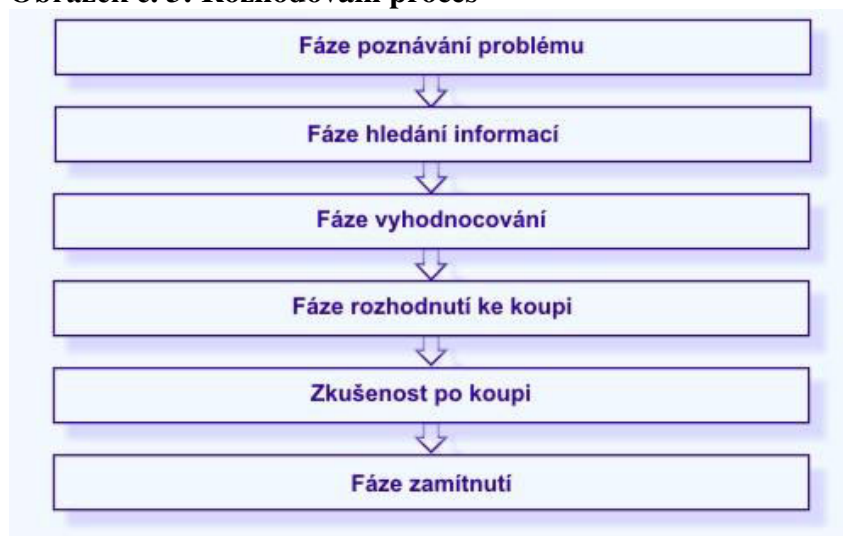 Obrázek č. 3: Rozhodovací proces
Fáze poznávání problému
Fáze hledání informací
Fáze vyhodnocování
Fáze rozhodnutí ke koupi
Zkušenost po koupi
Fáze zamítnutí